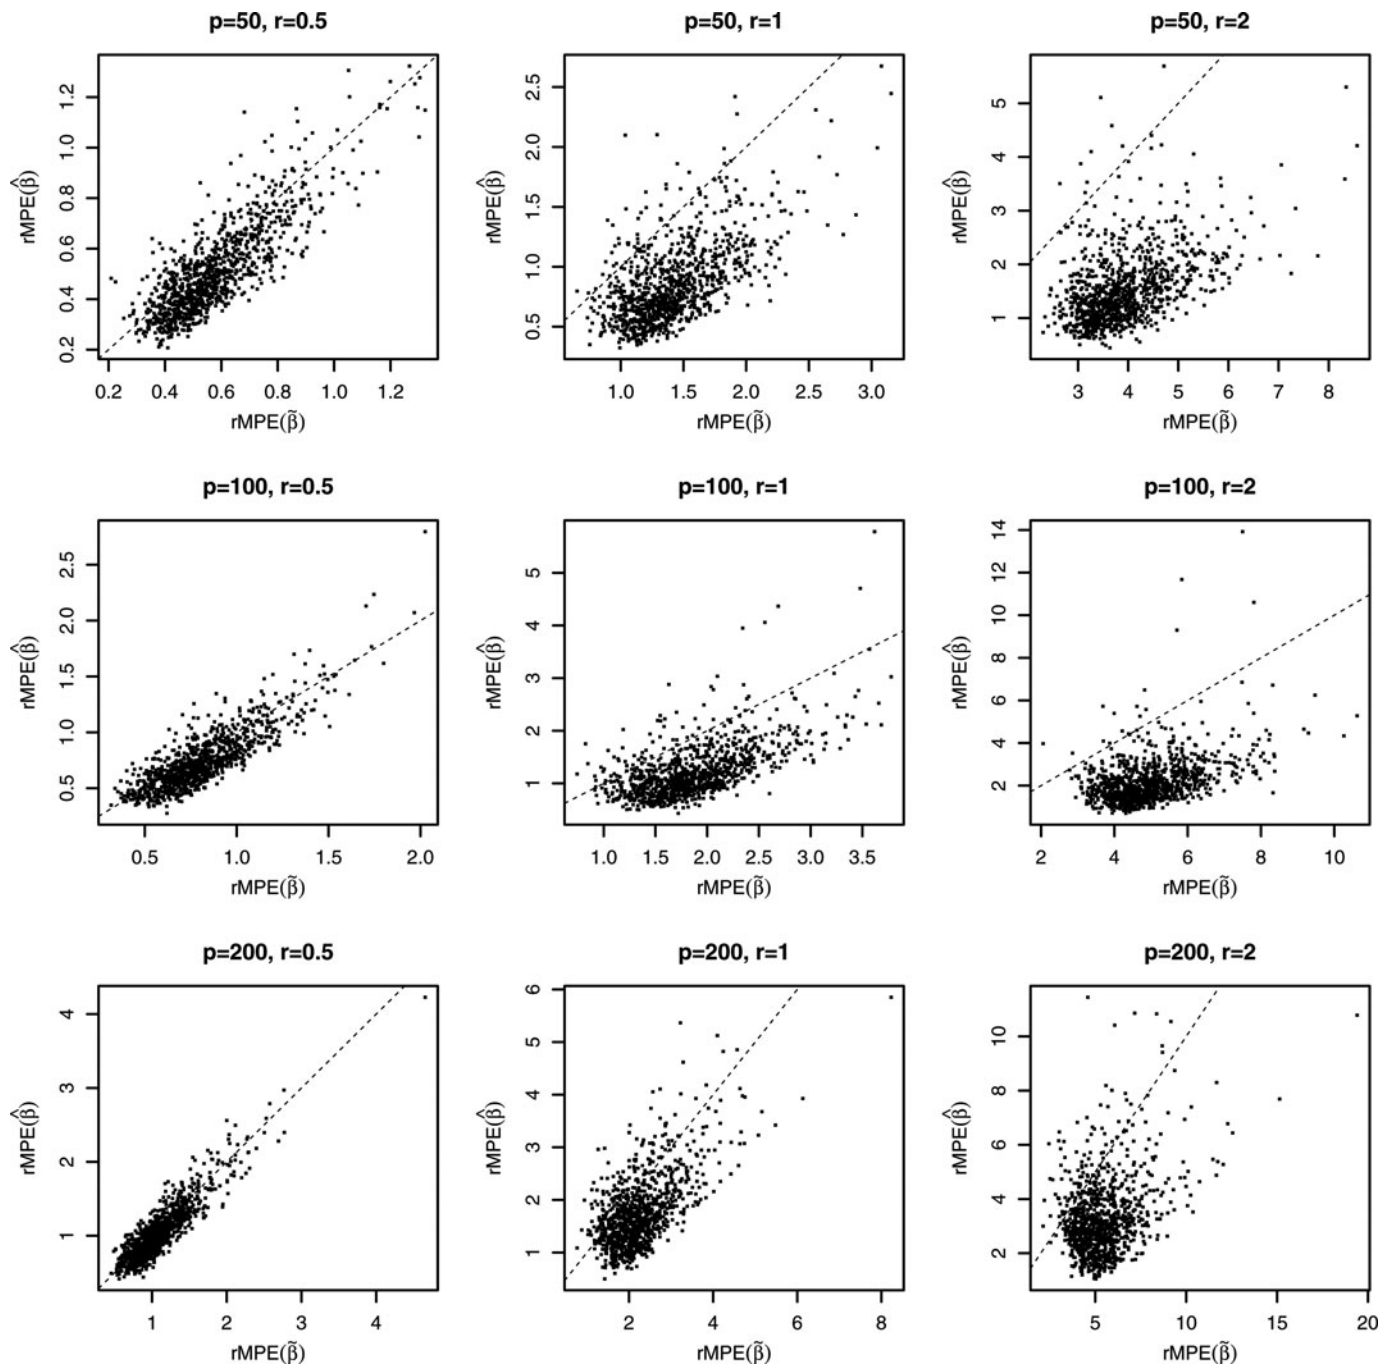 p=50, r=0.5
rMPE(β̂)
1.2
1.0
0.8
0.6
0.4
0.2
0.2 0.4 0.6 0.8 1.0 1.2
rMPE(β̃)
p=50, r=1
rMPE(β̂)
2.5
2.0
1.5
1.0
0.5
1.0 1.5 2.0 2.5 3.0
rMPE(β̃)
p=50, r=2
rMPE(β̂)
5
4
3
2
1
3 4 5 6 7 8
rMPE(β̃)
p=100, r=0.5
rMPE(β̂)
2.5
2.0
1.5
1.0
0.5
0.5 1.0 1.5 2.0
rMPE(β̃)
p=100, r=1
rMPE(β̂)
5
4
3
2
1
1.0 1.5 2.0 2.5 3.0 3.5
rMPE(β̃)
p=100, r=2
rMPE(β̂)
14
12
10
8
6
4
2
2 4 6 8 10
rMPE(β̃)
p=200, r=0.5
rMPE(β̂)
4
3
2
1
1 2 3 4
rMPE(β̃)
p=200, r=1
rMPE(β̂)
6
5
4
3
2
1
2 4 6 8
rMPE(β̃)
p=200, r=2
rMPE(β̂)
10
8
6
4
2
5 10 15 20
rMPE(β̃)